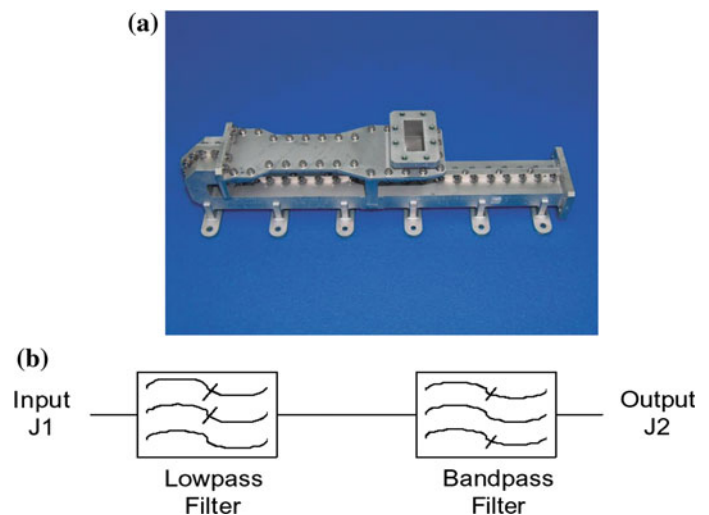 (a)
(b)
Input
J1
Lowpass
Filter
Bandpass
Filter
Output
J2